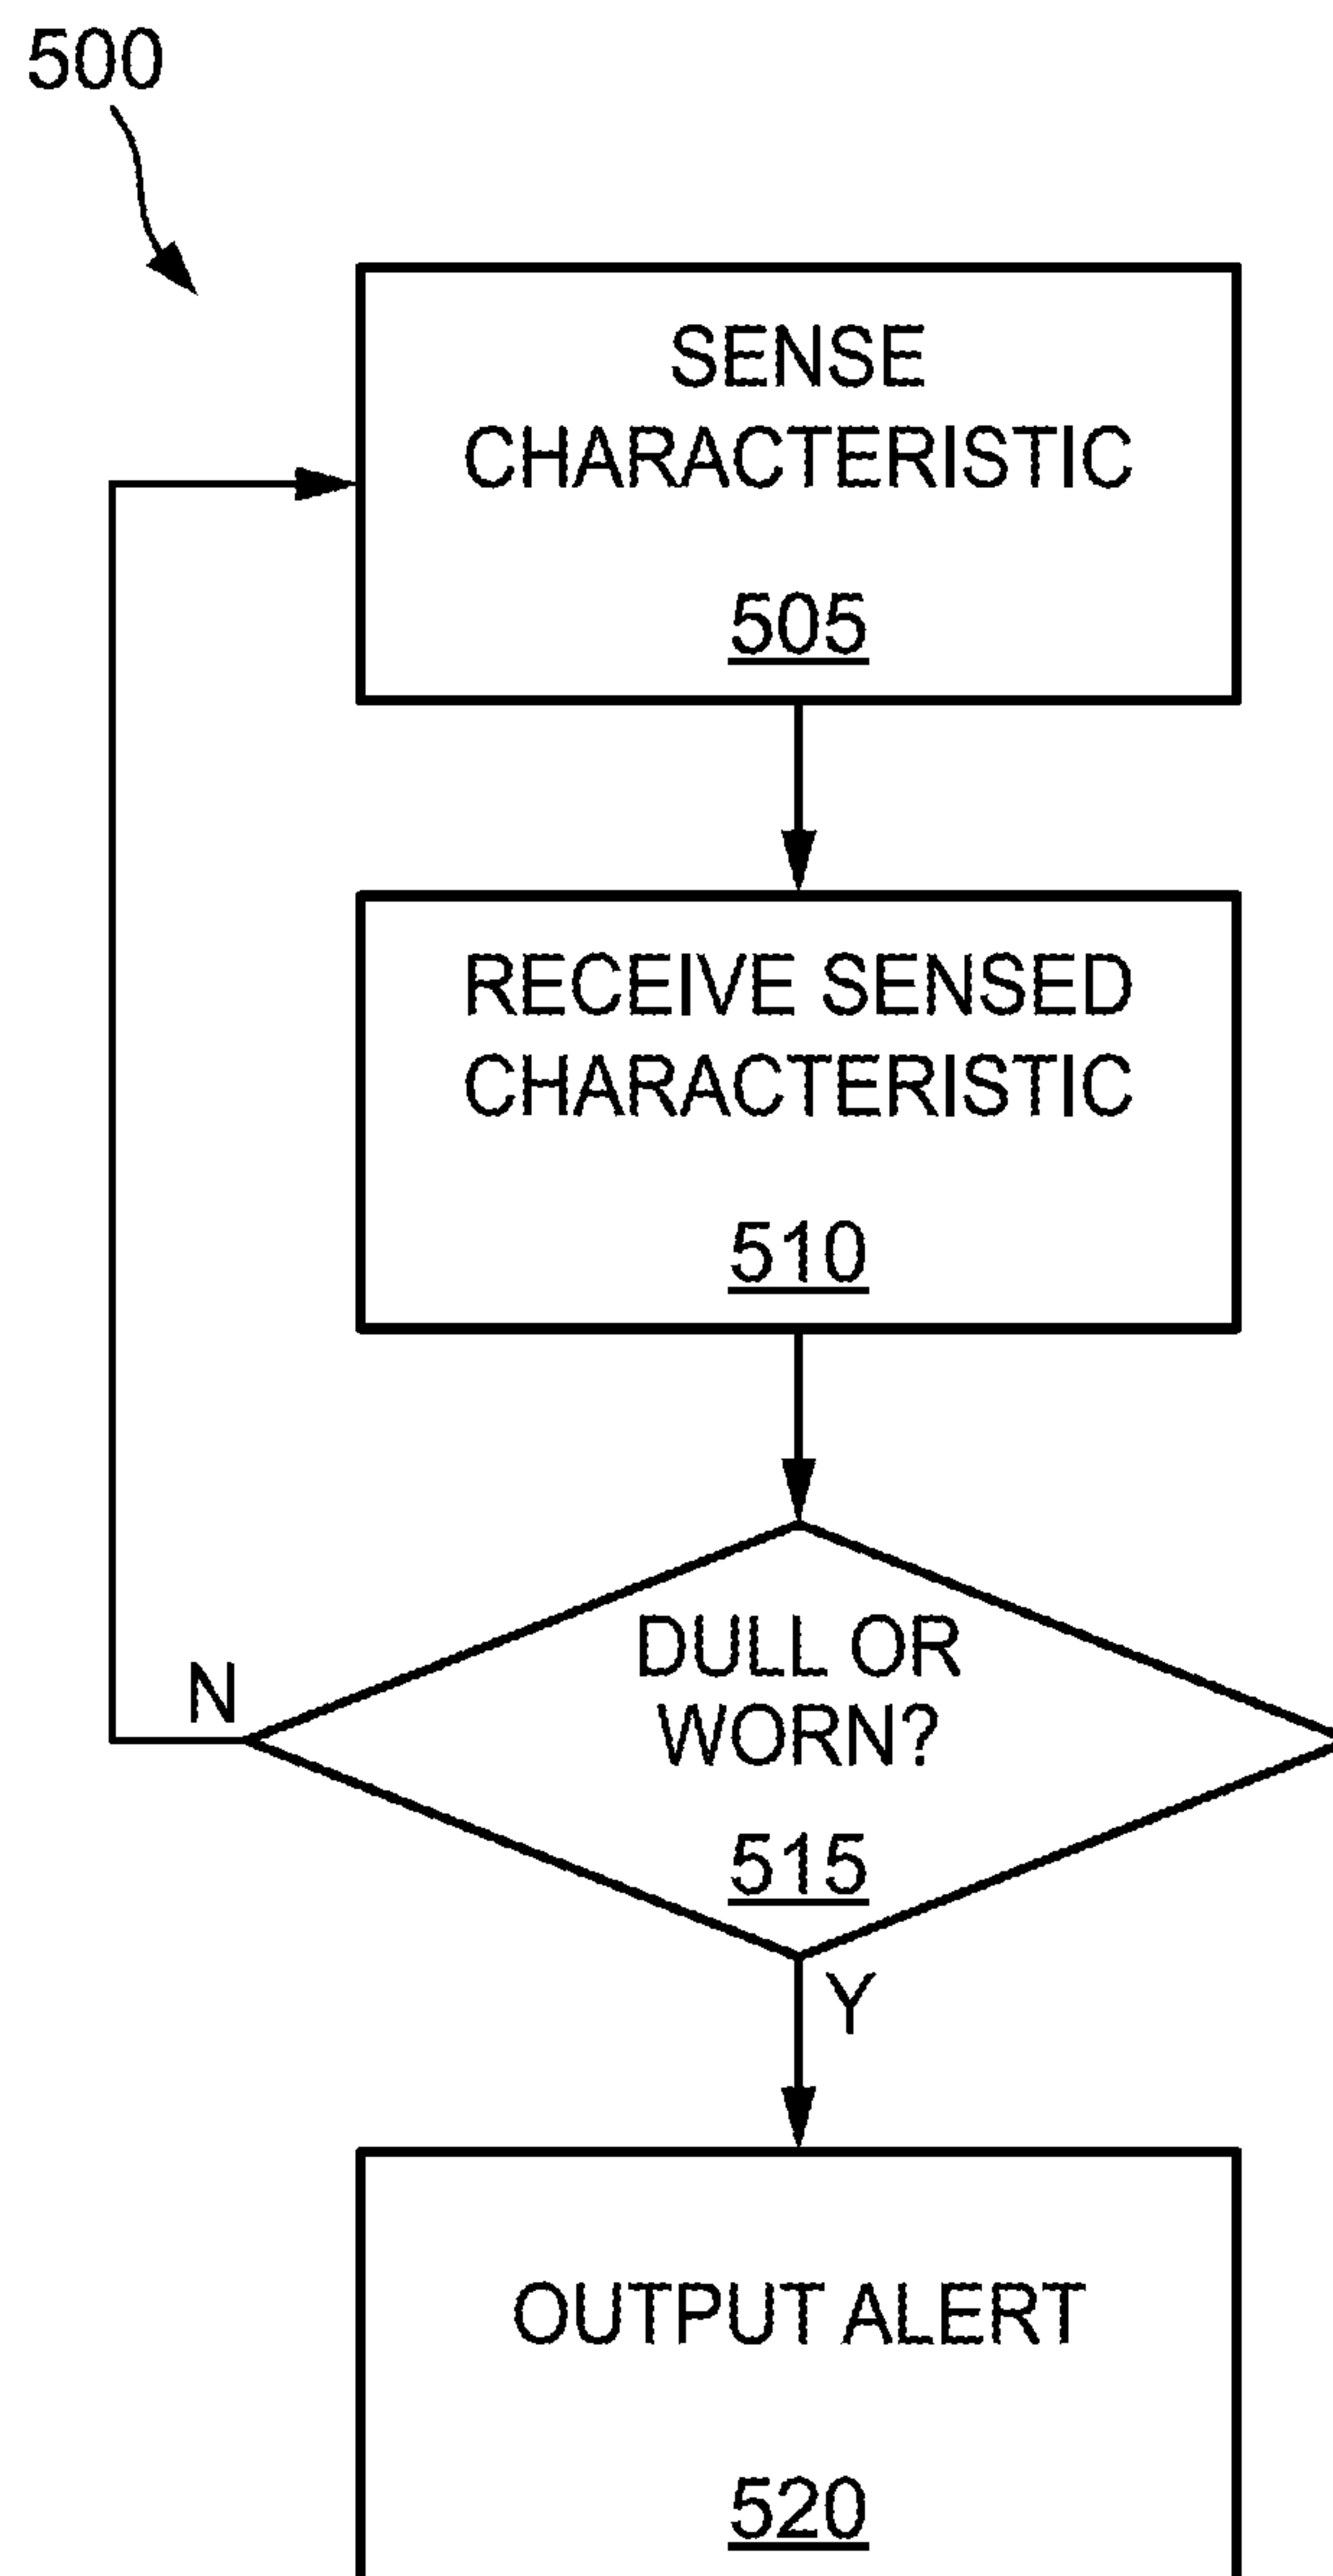 500
SENSE
CHARACTERISTIC
505
RECEIVE SENSED
CHARACTERISTIC
510
DULL OR
WORN?
515
N
Y
OUTPUT ALERT
520